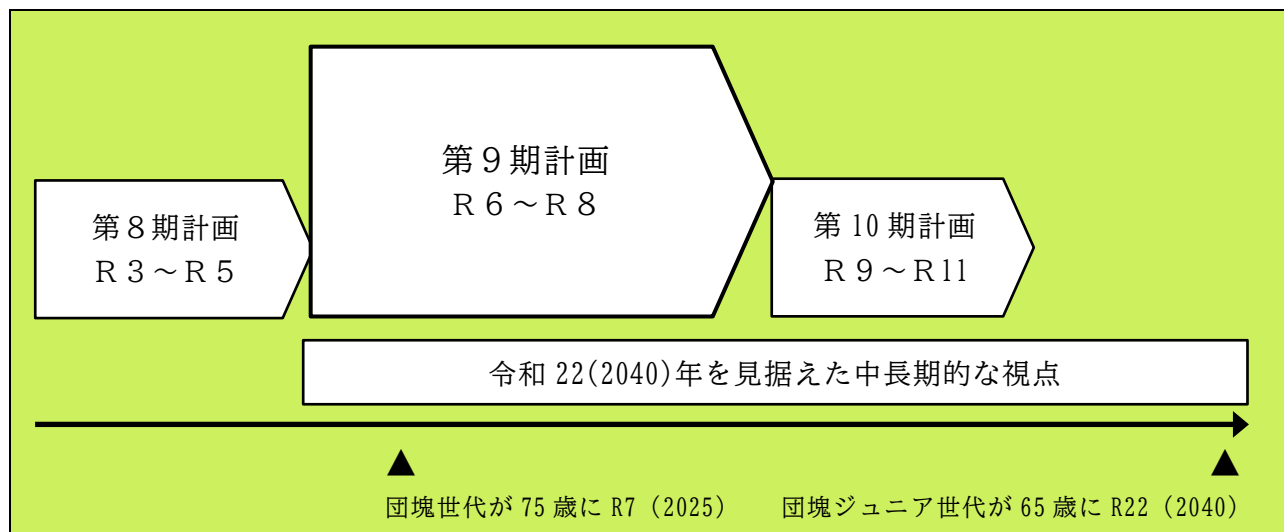 第８期計画
Ｒ３～Ｒ５
第９期計画
Ｒ６～Ｒ８
第 10 期計画
Ｒ９～Ｒ11
令和 22(2040)年を見据えた中長期的な視点
▲ ▲
団塊世代が 75 歳に R7（2025）
団塊ジュニア世代が 65 歳に R22（2040）